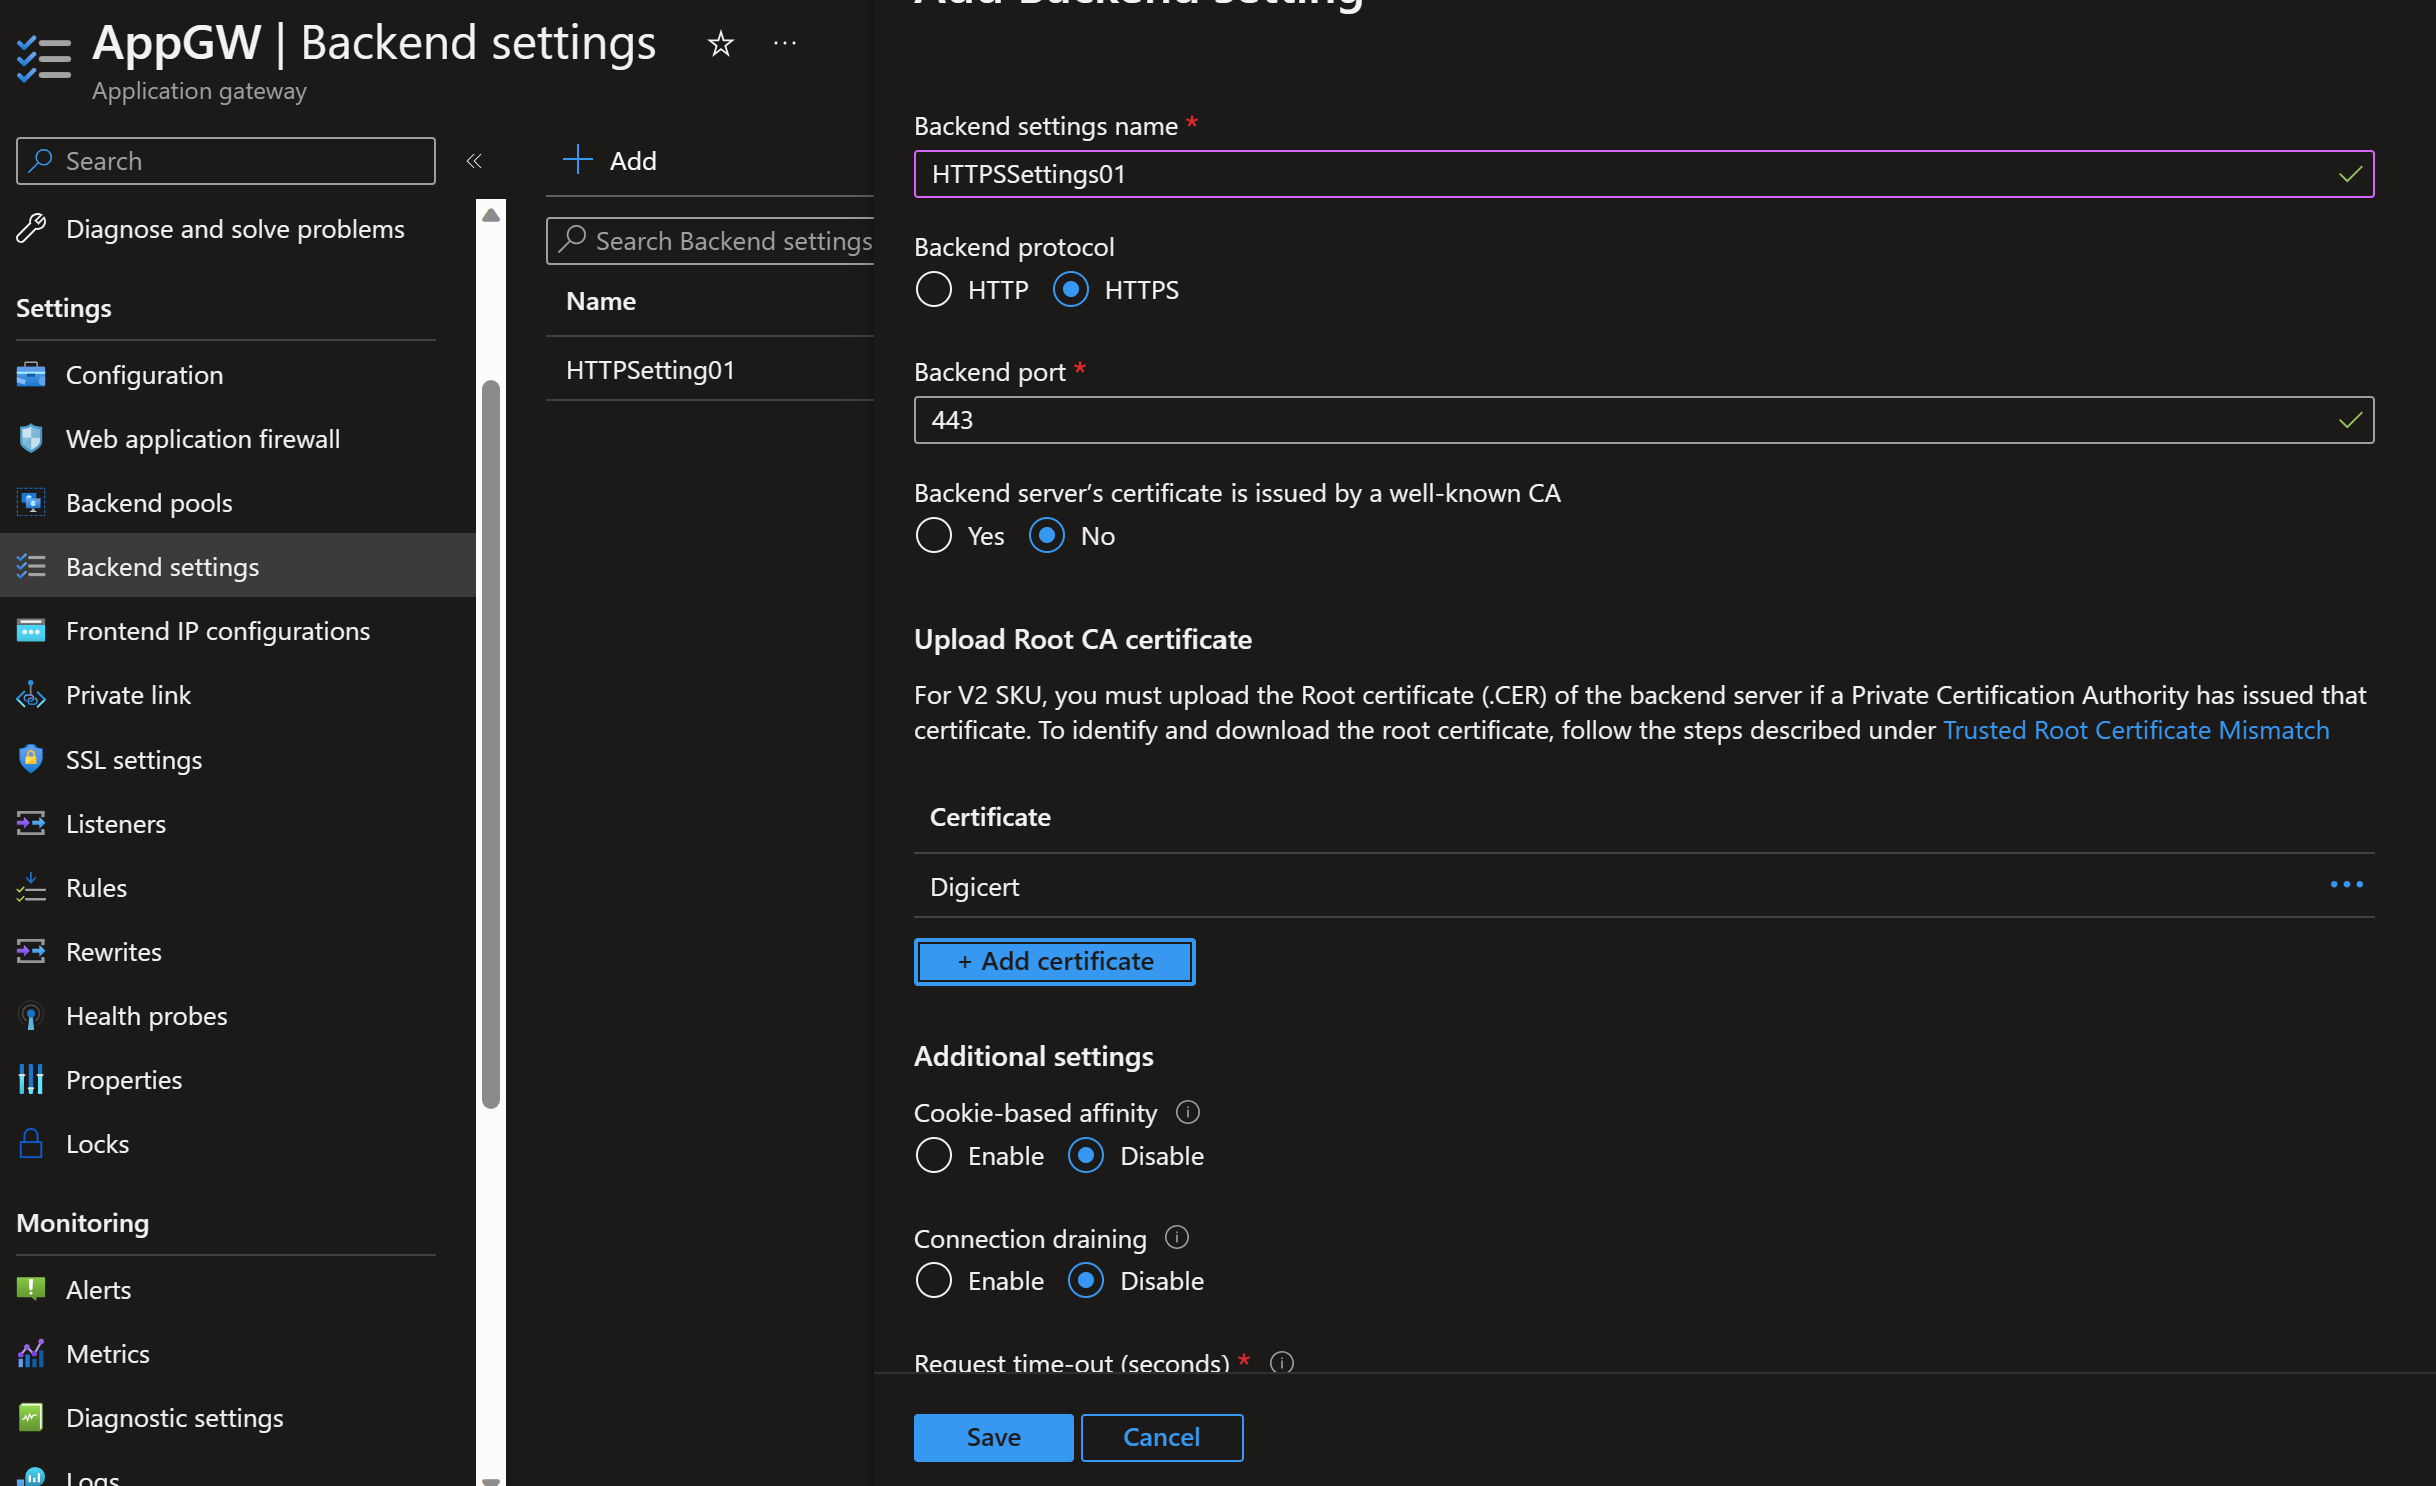 AppGW | Backend settings
Application gateway
Search
Diagnose and solve problems
Settings
Configuration
Web application firewall
Backend pools
Backend settings
Frontend IP configurations
Private link
SSL settings
Listeners
Rules
Rewrites
Health probes
Properties
Locks
Monitoring
Alerts
Metrics
Diagnostic settings
Logs
Add
Search Backend settings
Name
HTTPSetting01
Add Backend setting
Backend settings name *
HTTPSSettings01
Backend protocol
HTTP HTTPS
Backend port *
443
Backend server’s certificate is issued by a well-known CA
Yes No
Upload Root CA certificate
For V2 SKU, you must upload the Root certificate (.CER) of the backend server if a Private Certification Authority has issued that
certificate. To identify and download the root certificate, follow the steps described under Trusted Root Certificate Mismatch
Certificate
Digicert
+ Add certificate
Additional settings
Cookie-based affinity
Enable Disable
Connection draining
Enable Disable
Request time-out (seconds) *
Save Cancel